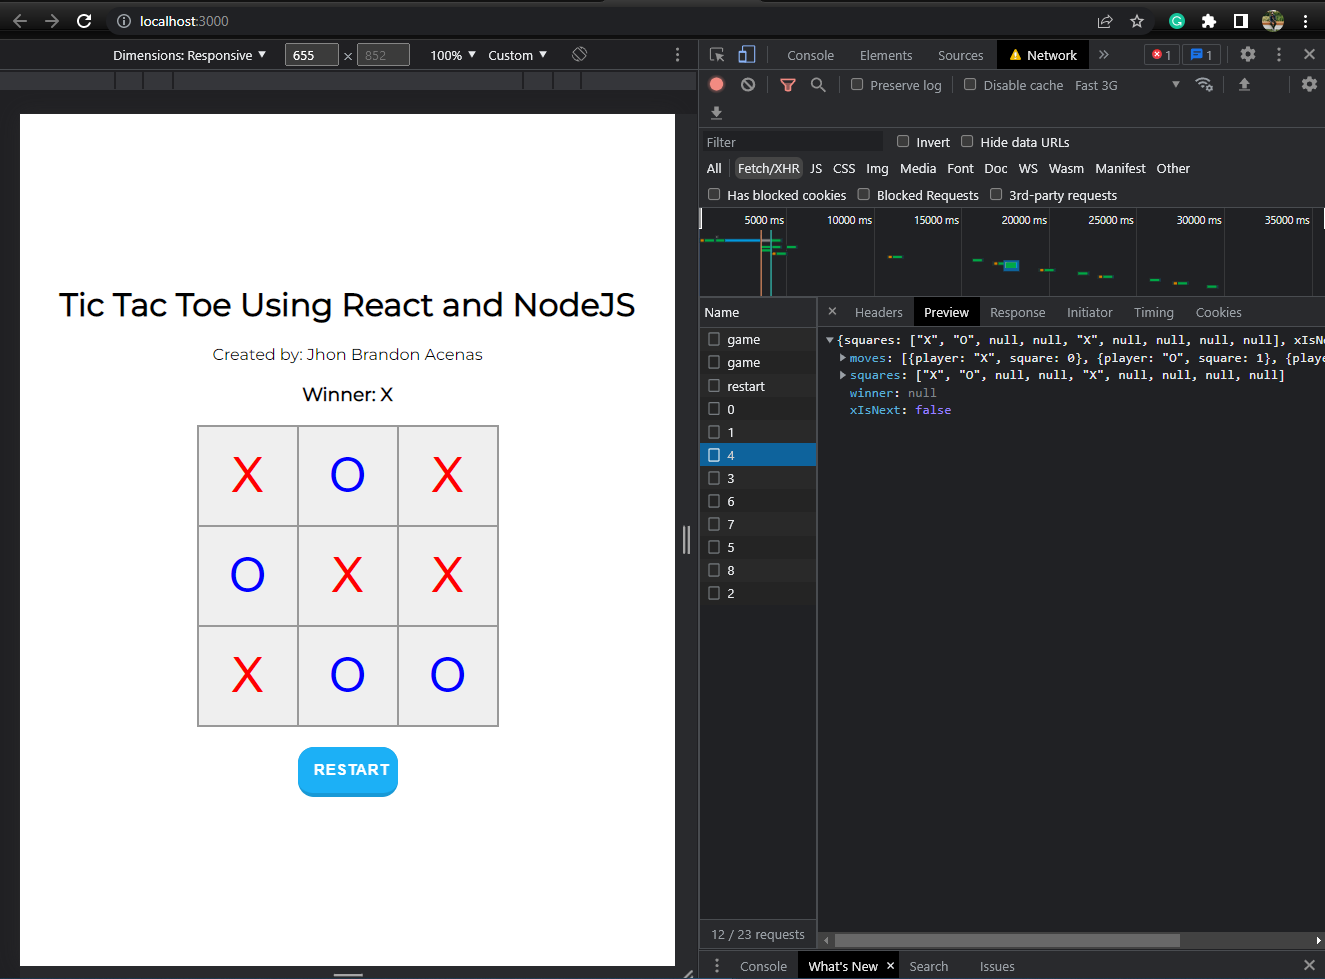 localhost:3000
Dimensions: Responsive 655 × 852 100% Custom
Console Elements Sources Network 1 1
Preserve log Disable cache Fast 3G
Filter Invert Hide data URLs
All Fetch/XHR JS CSS Img Media Font Doc WS Wasm Manifest Other
Has blocked cookies Blocked Requests 3rd-party requests
5000 ms 10000 ms 15000 ms 20000 ms 25000 ms 30000 ms 35000 ms
Tic Tac Toe Using React and NodeJS
Created by: Jhon Brandon Acenas
Winner: X
X O X
O X X
X O O
RESTART
Name
game
game
restart
0
1
4
3
6
7
5
8
2
12 / 23 requests
× Headers Preview Response Initiator Timing Cookies
{squares: ["X", "O", null, null, "X", null, null, null, null], xIsN
moves: [{player: "X", square: 0}, {player: "O", square: 1}, {playe
squares: ["X", "O", null, null, "X", null, null, null, null]
winner: null
xIsNext: false
Console What's New × Search Issues